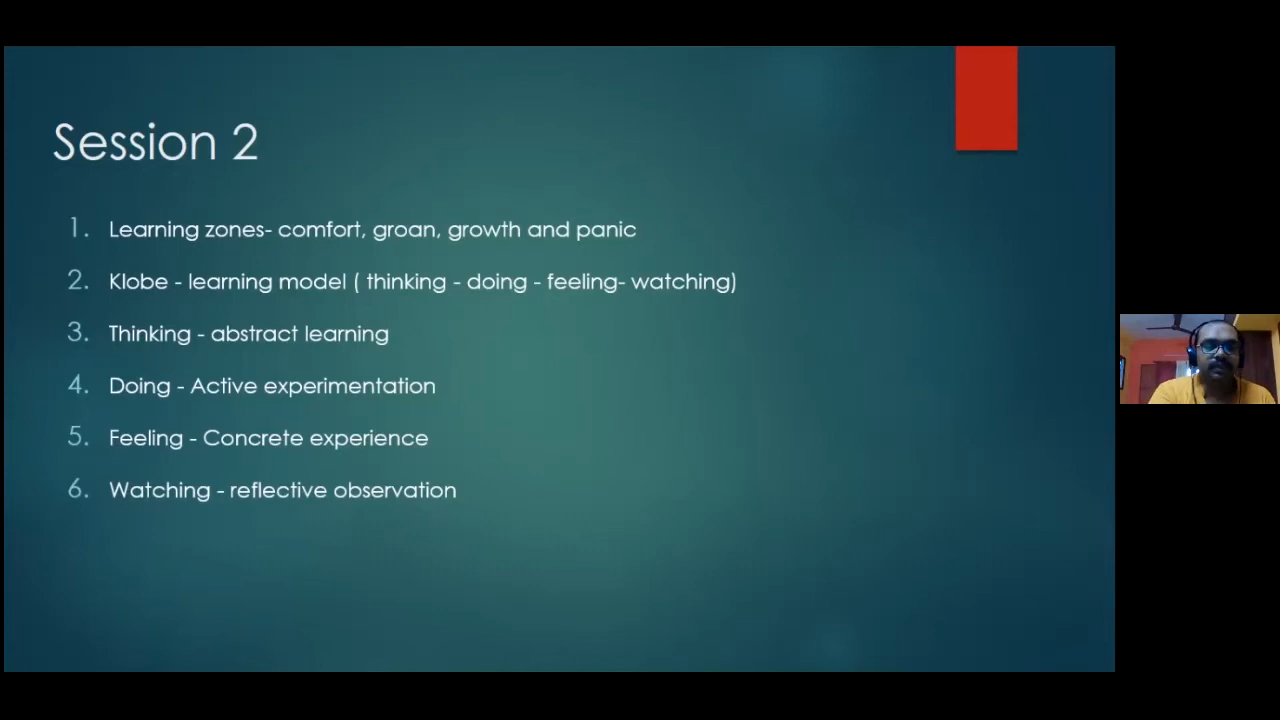 Session 2
1. Learning zones- comfort, groan, growth and panic
2. Klobe - learning model ( thinking - doing - feeling- watching)
3. Thinking - abstract learning
4. Doing - Active experimentation
5. Feeling - Concrete experience
6. Watching - reflective observation